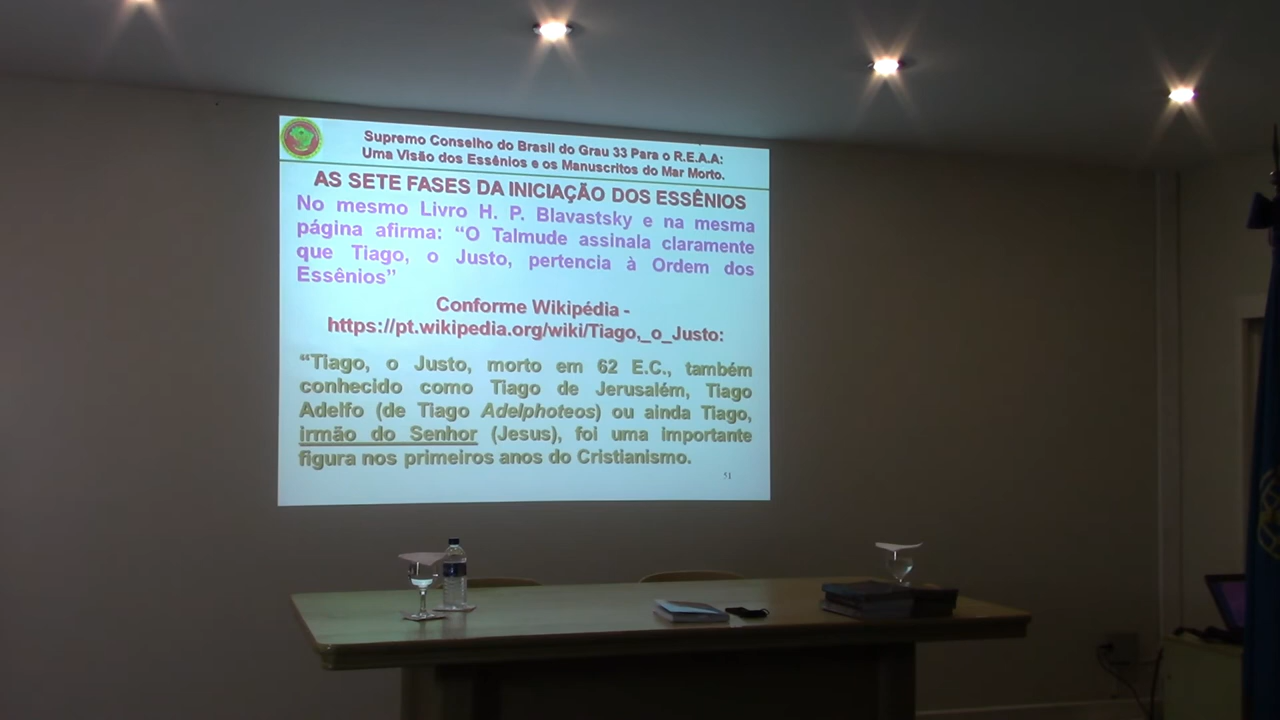 Supremo Conselho do Brasil do Grau 33 Para o R.E.A.A:
Uma Visão dos Essênios e os Manuscritos do Mar Morto.
AS SETE FASES DA INICIAÇÃO DOS ESSÊNIOS
No mesmo Livro H. P. Blavastsky e na mesma
página afirma: “O Talmude assinala claramente
que Tiago, o Justo, pertencia à Ordem dos
Essênios”
Conforme Wikipédia -
https://pt.wikipedia.org/wiki/Tiago,_o_Justo:
“Tiago, o Justo, morto em 62 E.C., também
conhecido como Tiago de Jerusalém, Tiago
Adelfo (de Tiago Adelphoteos) ou ainda Tiago,
irmão do Senhor (Jesus), foi uma importante
figura nos primeiros anos do Cristianismo.
51